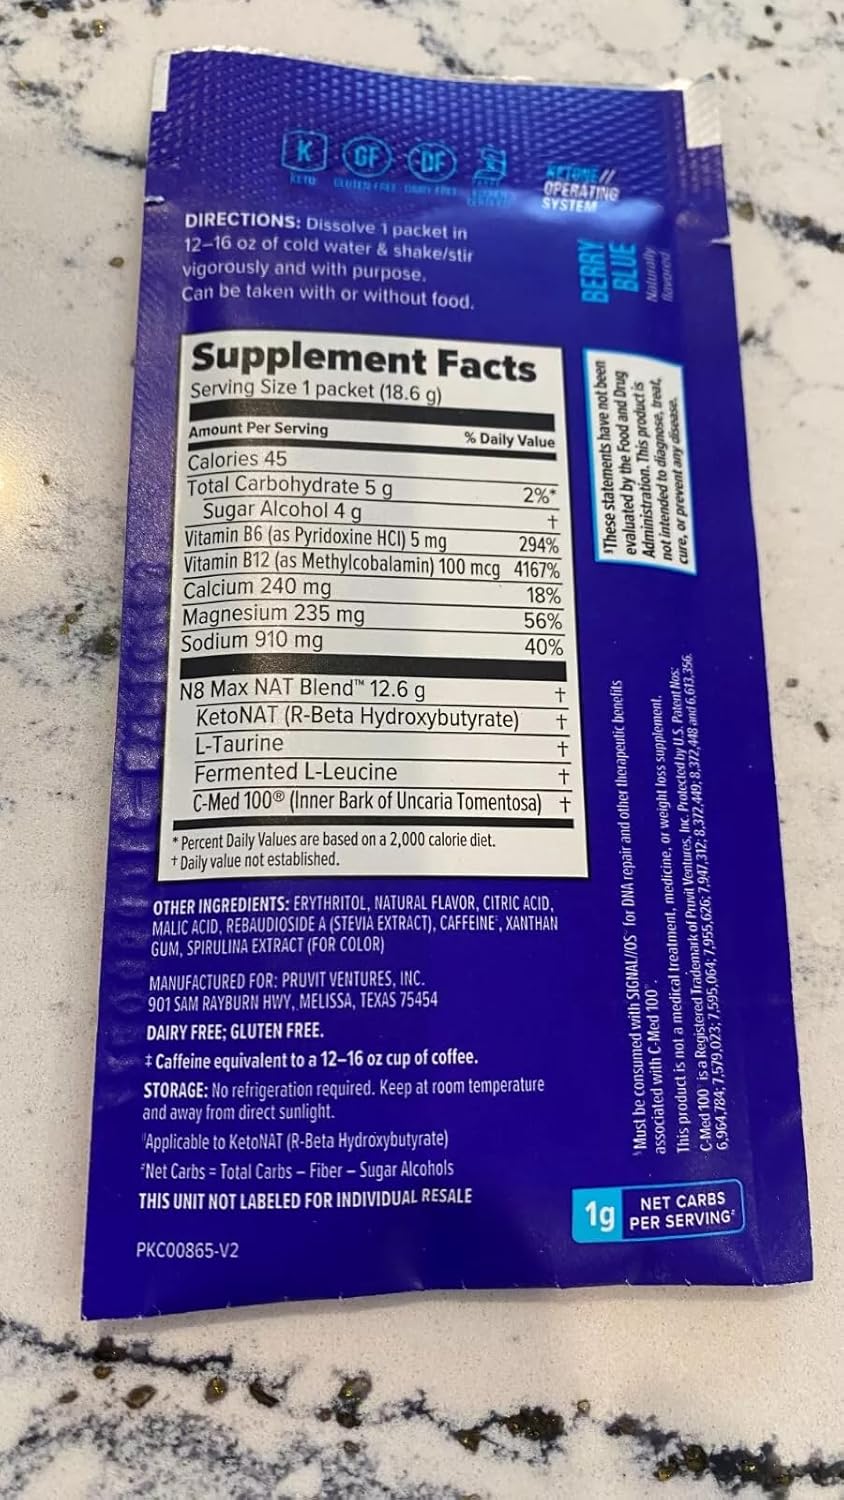 K
GF
DF
KETO
GLUTEN FREE
DAIRY FREE
KETONE//
OPERATING
SYSTEM
DIRECTIONS: Dissolve 1 packet in
12–16 oz of cold water & shake/stir
vigorously and with purpose.
Can be taken with or without food.
BERRY
BLUE
Naturally
flavored
Supplement Facts
Serving Size 1 packet (18.6 g)
Amount Per Serving % Daily Value
Calories 45
Total Carbohydrate 5 g 2%*
Sugar Alcohol 4 g †
Vitamin B6 (as Pyridoxine HCl) 5 mg 294%
Vitamin B12 (as Methylcobalamin) 100 mcg 4167%
Calcium 240 mg 18%
Magnesium 235 mg 56%
Sodium 910 mg 40%
N8 Max NAT Blend™ 12.6 g †
KetoNAT (R-Beta Hydroxybutyrate) †
L-Taurine †
Fermented L-Leucine †
C-Med 100® (Inner Bark of Uncaria Tomentosa) †
* Percent Daily Values are based on a 2,000 calorie diet.
† Daily value not established.
OTHER INGREDIENTS: ERYTHRITOL, NATURAL FLAVOR, CITRIC ACID,
MALIC ACID, REBAUDIOSIDE A (STEVIA EXTRACT), CAFFEINE‡, XANTHAN
GUM, SPIRULINA EXTRACT (FOR COLOR)
MANUFACTURED FOR: PRUVIT VENTURES, INC.
901 SAM RAYBURN HWY, MELISSA, TEXAS 75454
DAIRY FREE; GLUTEN FREE.
‡ Caffeine equivalent to a 12–16 oz cup of coffee.
STORAGE: No refrigeration required. Keep at room temperature
and away from direct sunlight.
Applicable to KetoNAT (R-Beta Hydroxybutyrate)
Net Carbs = Total Carbs – Fiber – Sugar Alcohols
THIS UNIT NOT LABELED FOR INDIVIDUAL RESALE
PKC00865-V2
These statements have not been
evaluated by the Food and Drug
Administration. This product is
not intended to diagnose, treat,
cure, or prevent any disease.
Must be consumed with SIGNAL//OS for DNA repair and other therapeutic benefits
associated with C-Med 100.
This product is not a medical treatment, medicine, or weight loss supplement.
C-Med 100 is a Registered Trademark of Pruvit Ventures, Inc. Protected by U.S. Patent Nos:
6,964,784; 7,579,023; 7,595,064; 7,955,626; 7,947,312; 8,372,449; 8,372,448 and 6,613,356.
1g NET CARBS
PER SERVING